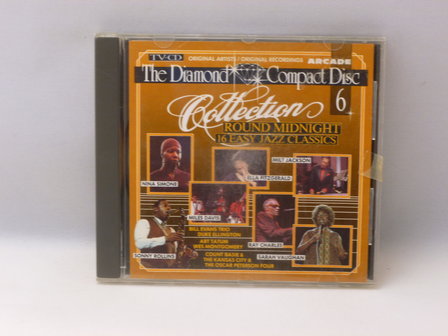 TV-CD ORIGINAL ARTISTS / ORIGINAL RECORDINGS ARCADE
The Diamond Compact Disc
Collection 6
ROUND MIDNIGHT
16 EASY JAZZ CLASSICS
MILT JACKSON
NINA SIMONE
ELLA FITZGERALD
MILES DAVIS
BILL EVANS TRIO
DUKE ELLINGTON
ART TATUM
WES MONTGOMERY
RAY CHARLES
SONNY ROLLINS
COUNT BASIE &
THE KANSAS CITY 6
THE OSCAR PETERSON FOUR
SARAH VAUGHAN